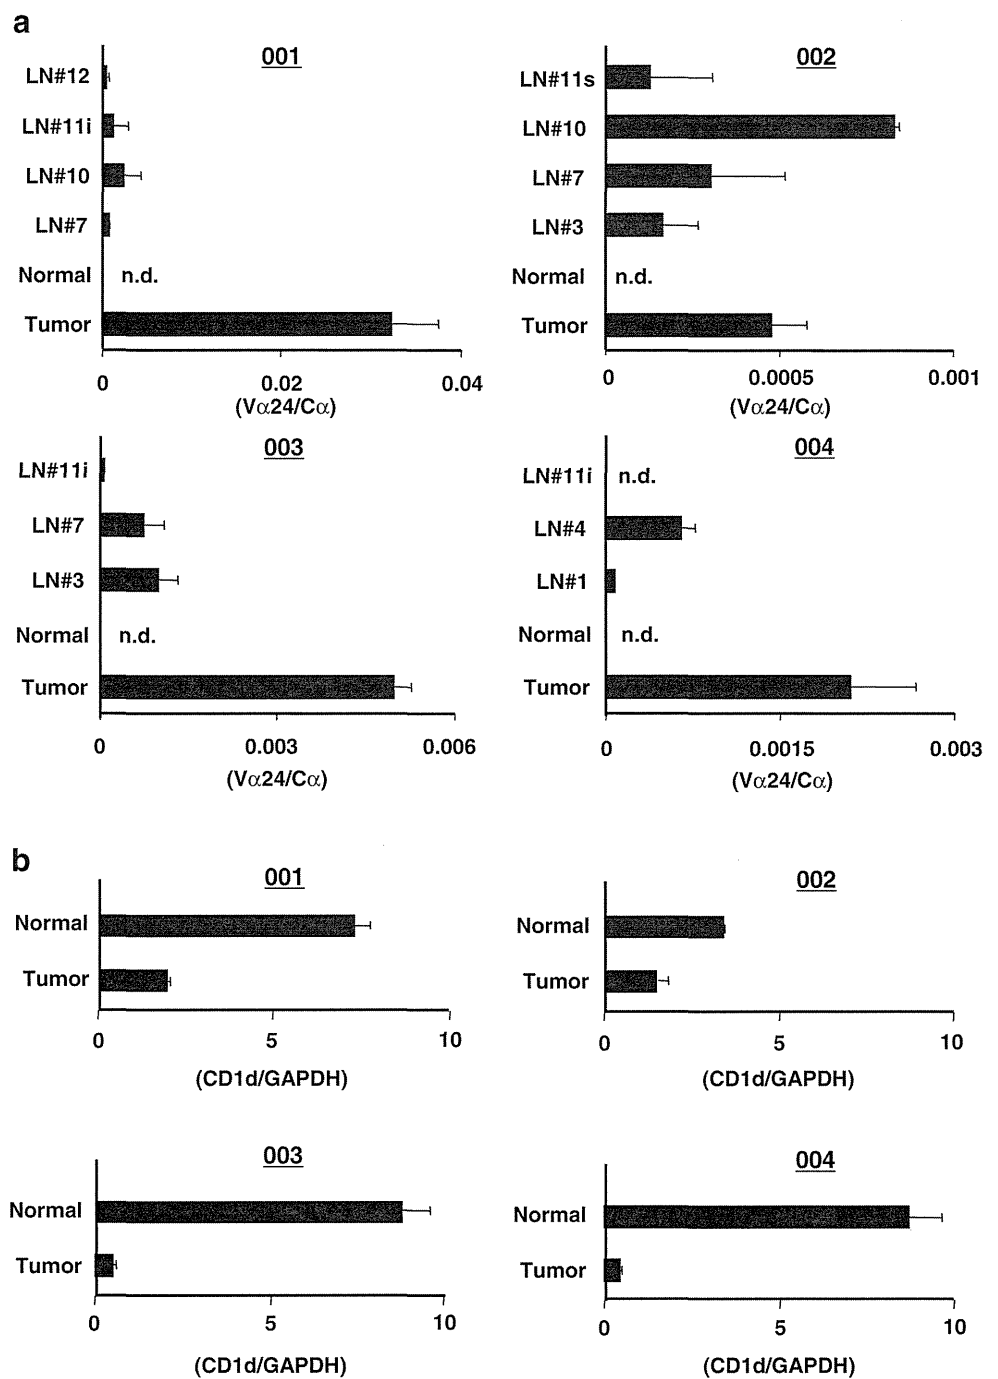 a
001
LN#12
LN#11i
LN#10
LN#7
Normal n.d.
Tumor
0 0.02 0.04
(Vα24/Cα)
002
LN#11s
LN#10
LN#7
LN#3
Normal n.d.
Tumor
0 0.0005 0.001
(Vα24/Cα)
003
LN#11i
LN#7
LN#3
Normal n.d.
Tumor
0 0.003 0.006
(Vα24/Cα)
004
LN#11i n.d.
LN#4
LN#1
Normal n.d.
Tumor
0 0.0015 0.003
(Vα24/Cα)
b
001
Normal
Tumor
0 5 10
(CD1d/GAPDH)
002
Normal
Tumor
0 5 10
(CD1d/GAPDH)
003
Normal
Tumor
0 5 10
(CD1d/GAPDH)
004
Normal
Tumor
0 5 10
(CD1d/GAPDH)